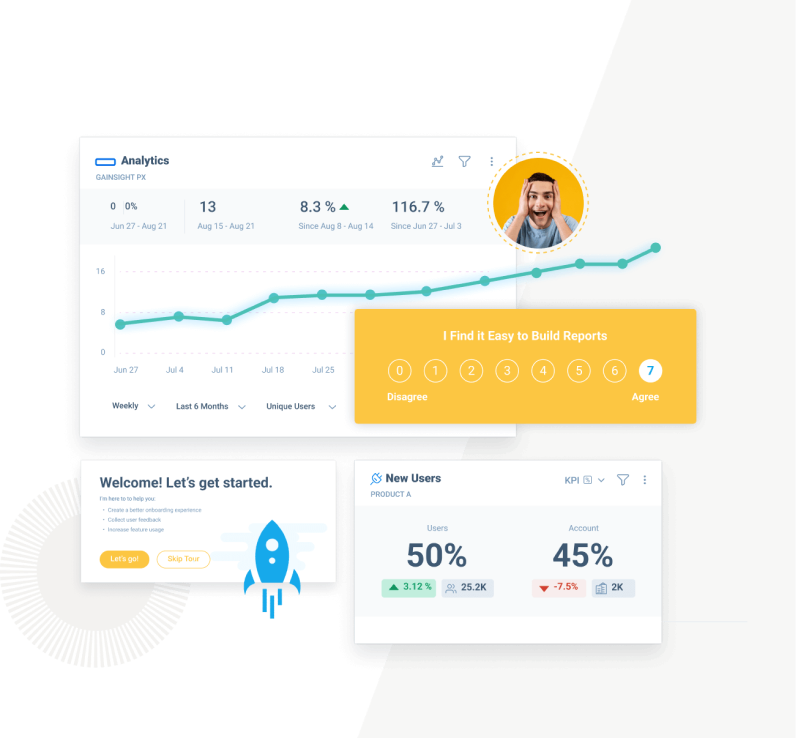 Analytics
GAINSIGHT PX
0 0%
Jun 27 - Aug 21
13
Aug 15 - Aug 21
8.3 %
Since Aug 8 - Aug 14
116.7 %
Since Jun 27 - Jul 3
16
8
0
Jun 27 Jul 4 Jul 11 Jul 18 Jul 25
Weekly Last 6 Months Unique Users
I Find it Easy to Build Reports
0 1 2 3 4 5 6 7
Disagree Agree
Welcome! Let's get started.
I'm here to to help you:
• Create a better onboarding experience
• Collect user feedback
• Increase feature usage
Let's go! Skip Tour
New Users
PRODUCT A
KPI
Users
50%
3.12 % 25.2K
Account
45%
-7.5% 2K